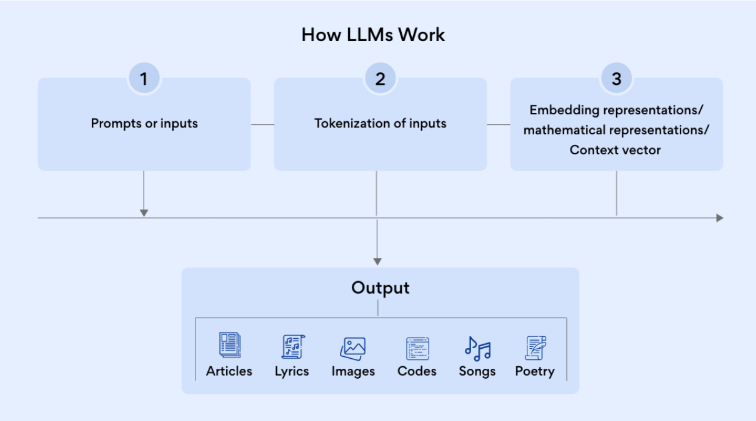 How LLMs Work
1
Prompts or inputs
2
Tokenization of inputs
3
Embedding representations/
mathematical representations/
Context vector
Output
Articles
Lyrics
Images
Codes
Songs
Poetry